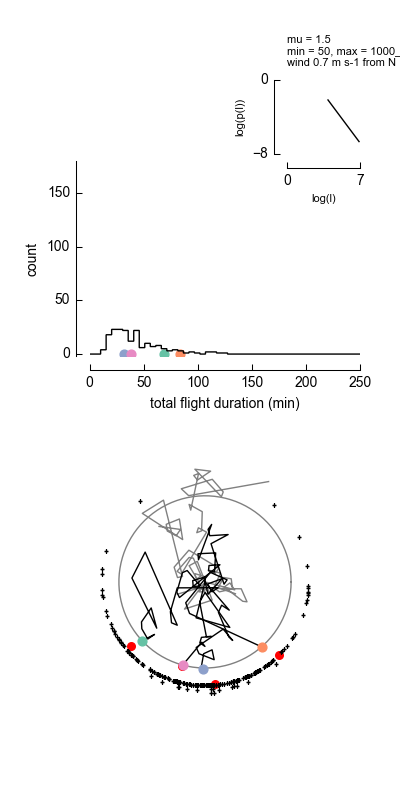 mu = 1.5
min = 50, max = 1000_
wind 0.7 m s-1 from N
0
log(p(l))
−8
0
7
log(l)
150
100
50
0
count
0
50
100
150
200
250
total flight duration (min)